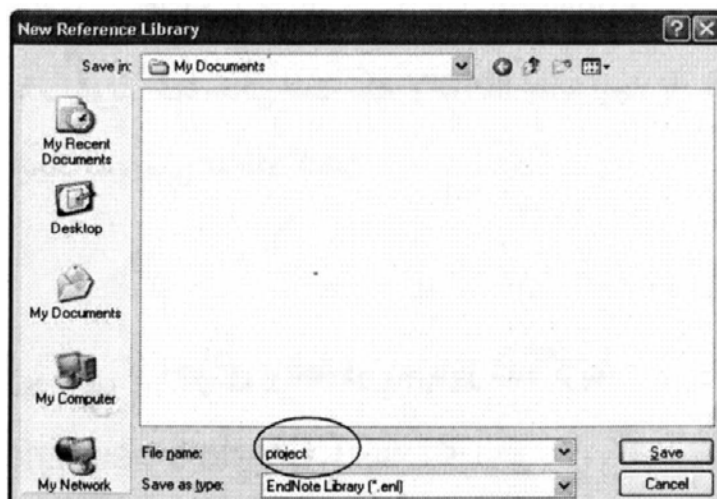 New Reference Library
Save in: My Documents
My Recent
Documents
Desktop
My Documents
My Computer
My Network
File name: project Save
Save as type: EndNote Library (*.enl) Cancel